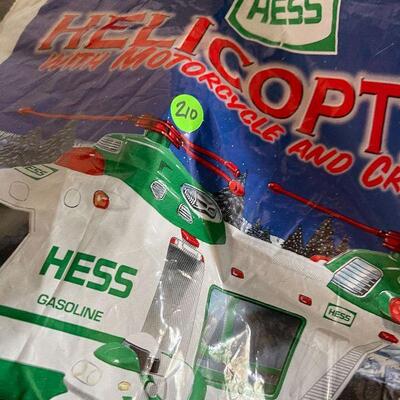 HESS
HELICOPT
WITH MOTORCYCLE AND CR
210
HESS
HESS
GASOLINE
HESS